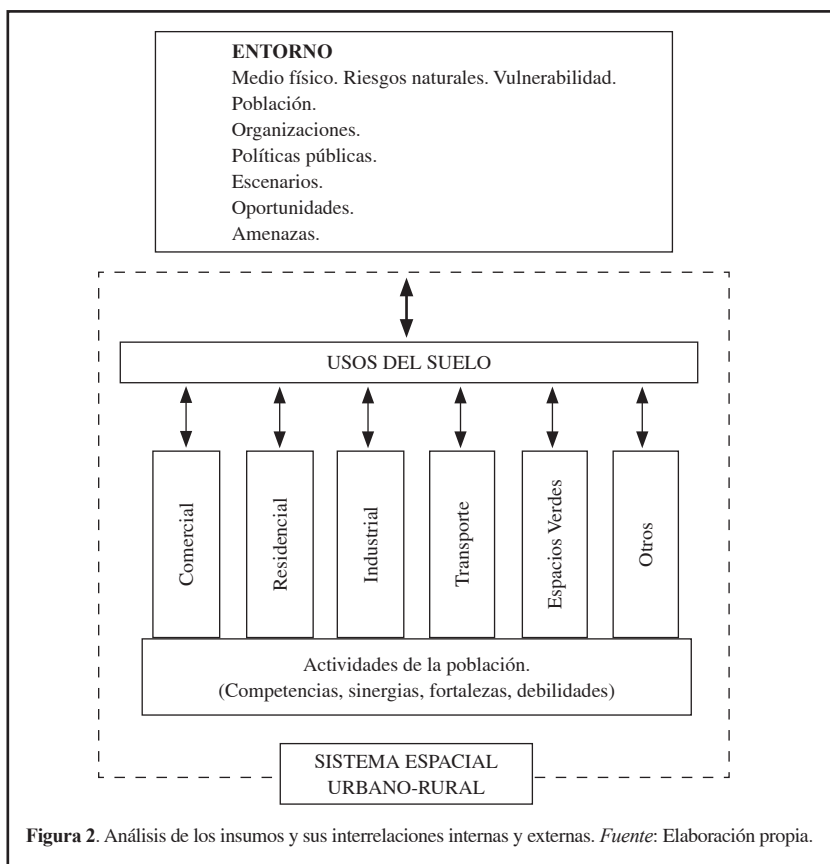 ENTORNO
Medio físico. Riesgos naturales. Vulnerabilidad.
Población.
Organizaciones.
Políticas públicas.
Escenarios.
Oportunidades.
Amenazas.
USOS DEL SUELO
Comercial
Residencial
Industrial
Transporte
Espacios Verdes
Otros
Actividades de la población.
(Competencias, sinergias, fortalezas, debilidades)
SISTEMA ESPACIAL
URBANO-RURAL
Figura 2. Análisis de los insumos y sus interrelaciones internas y externas. Fuente: Elaboración propia.